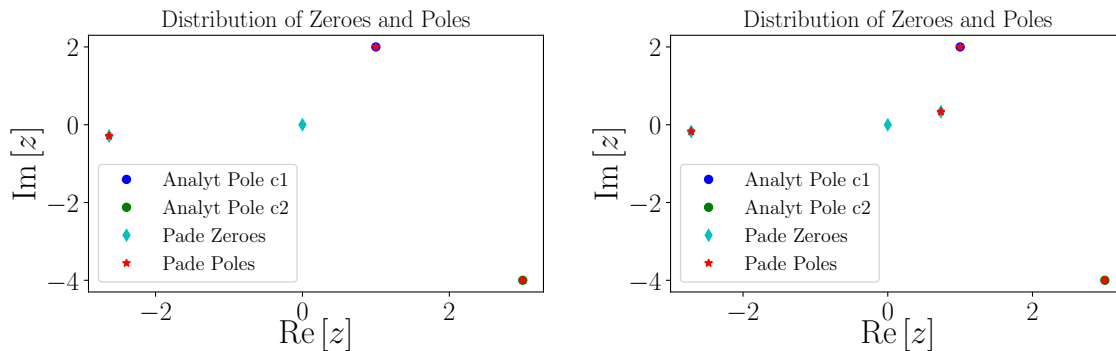 Distribution of Zeroes and Poles
2
0
−2
−4
Im [z]
Analyt Pole c1
Analyt Pole c2
Pade Zeroes
Pade Poles
−2
0
2
Re [z]
Distribution of Zeroes and Poles
2
0
−2
−4
Im [z]
Analyt Pole c1
Analyt Pole c2
Pade Zeroes
Pade Poles
−2
0
2
Re [z]